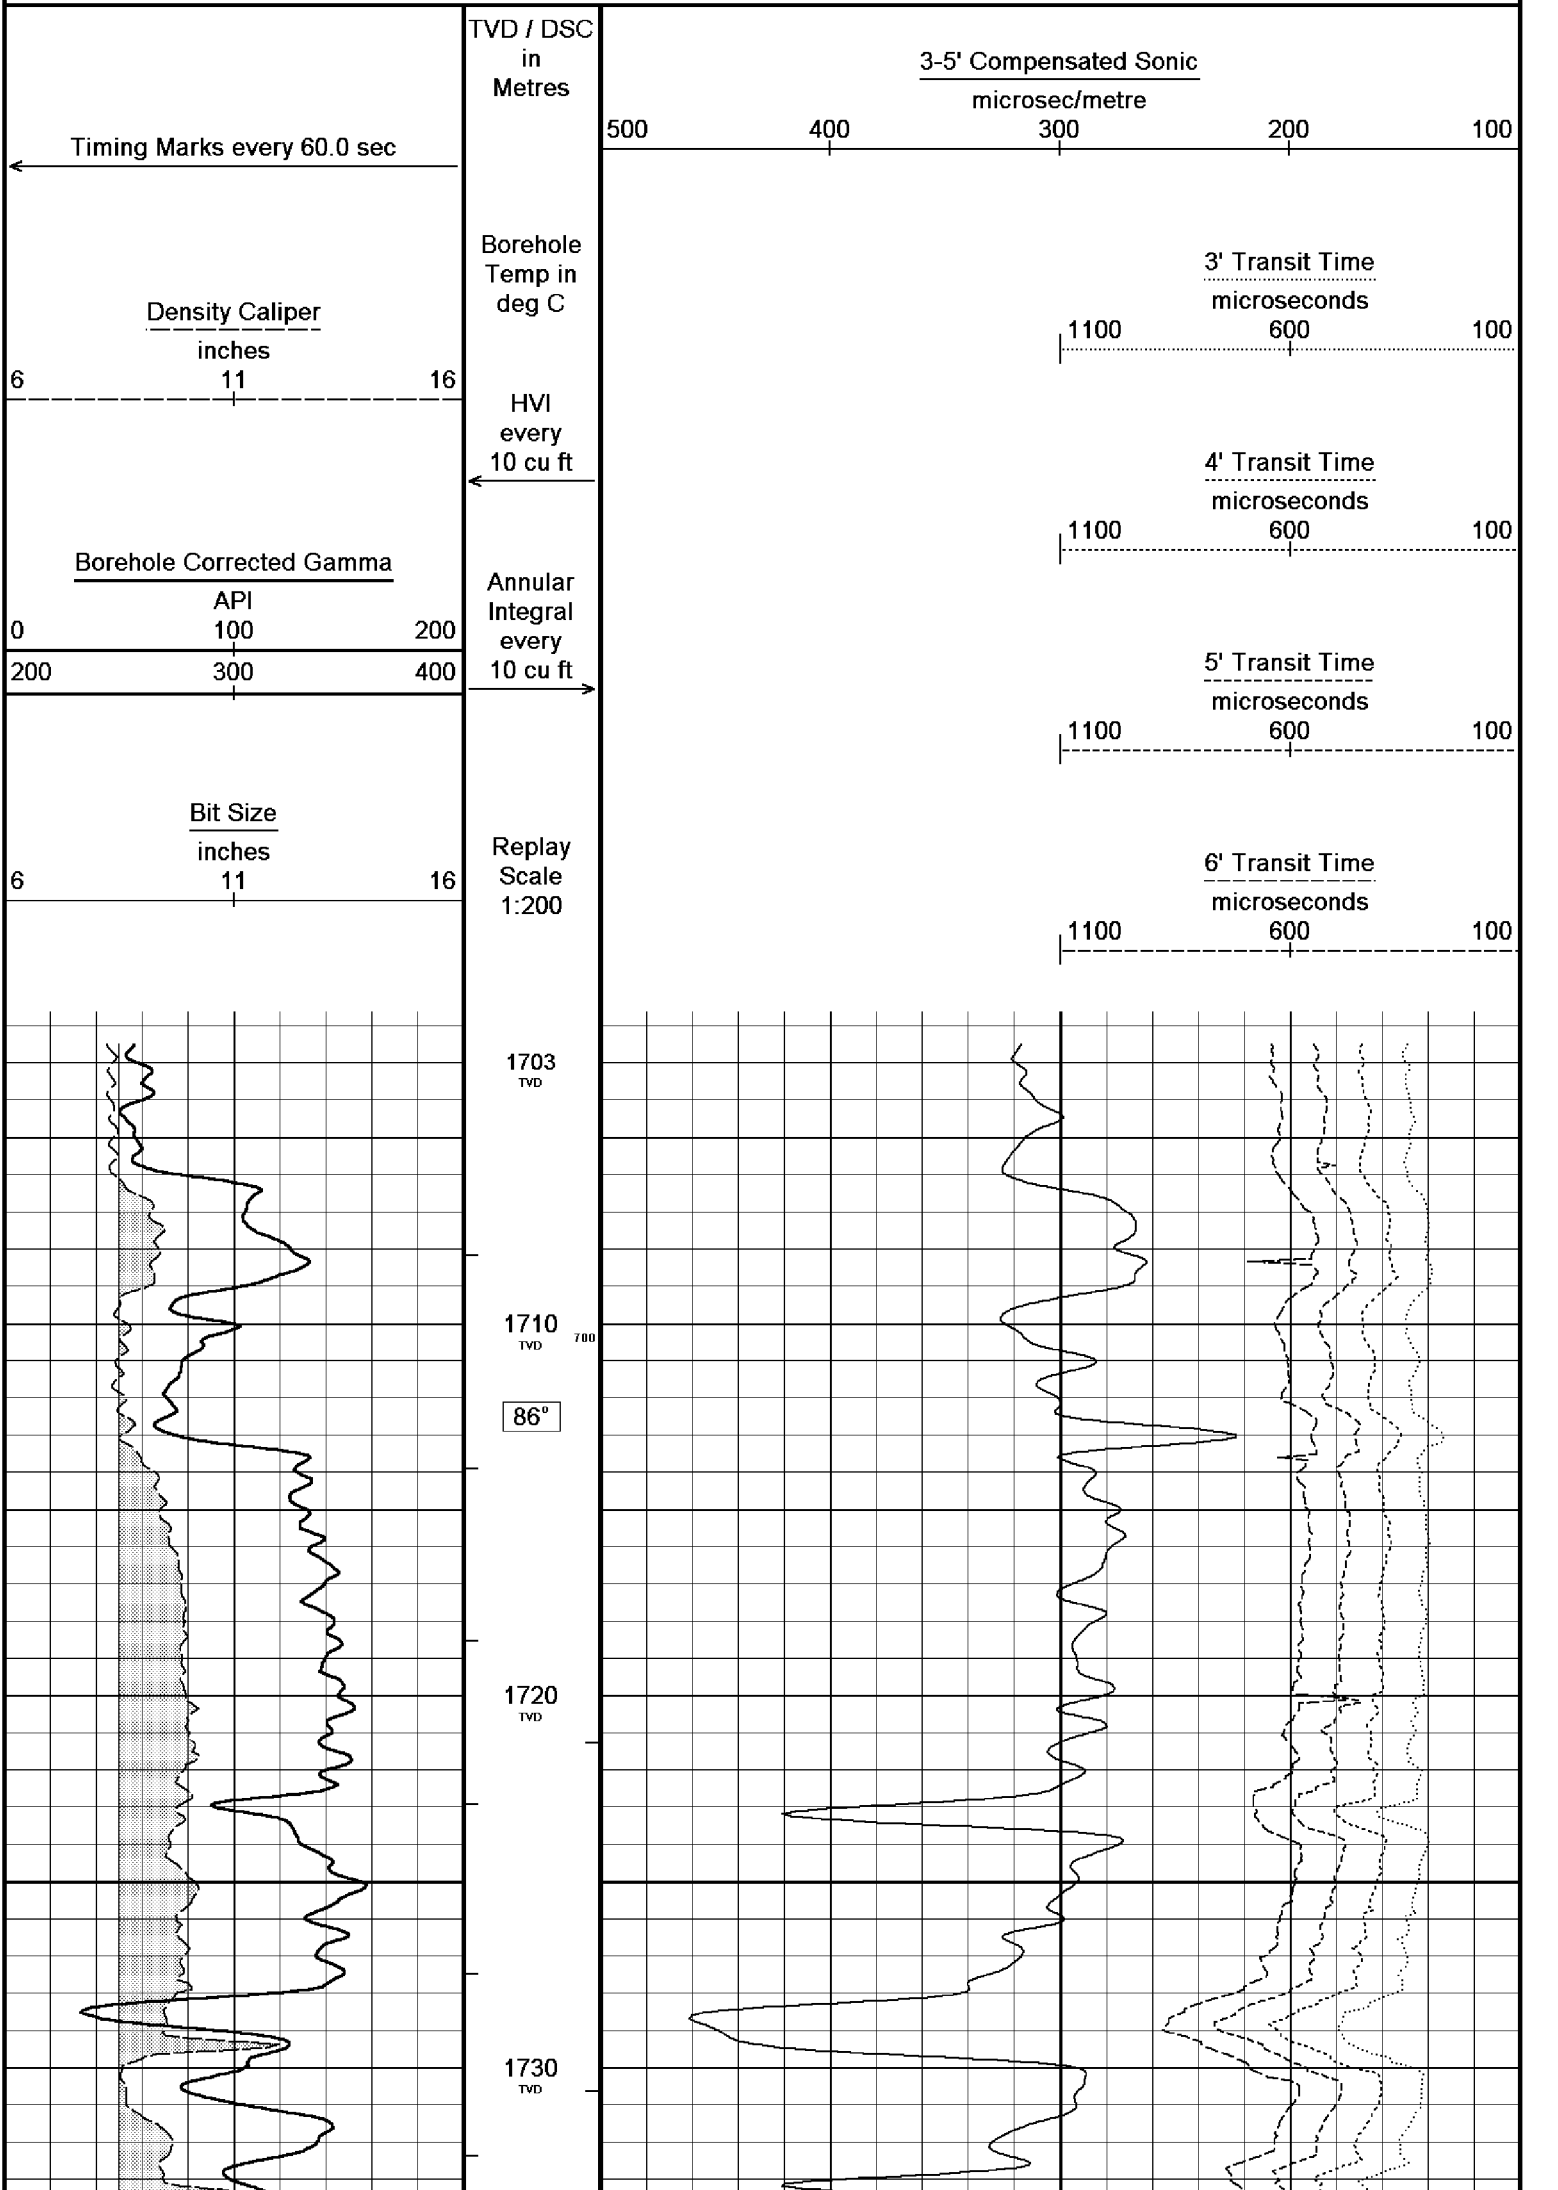 Timing Marks every 60.0 sec
Density Caliper
inches
6 11 16
Borehole Corrected Gamma
API
0 100 200
200 300 400
Bit Size
inches
6 11 16
TVD / DSC
in
Metres
Borehole
Temp in
deg C
HVI
every
10 cu ft
Annular
Integral
every
10 cu ft
Replay
Scale
1:200
3-5' Compensated Sonic
microsec/metre
500 400 300 200 100
3' Transit Time
microseconds
1100 600 100
4' Transit Time
microseconds
1100 600 100
5' Transit Time
microseconds
1100 600 100
6' Transit Time
microseconds
1100 600 100
1703
TVD
1710
TVD 700
86°
1720
TVD
1730
TVD